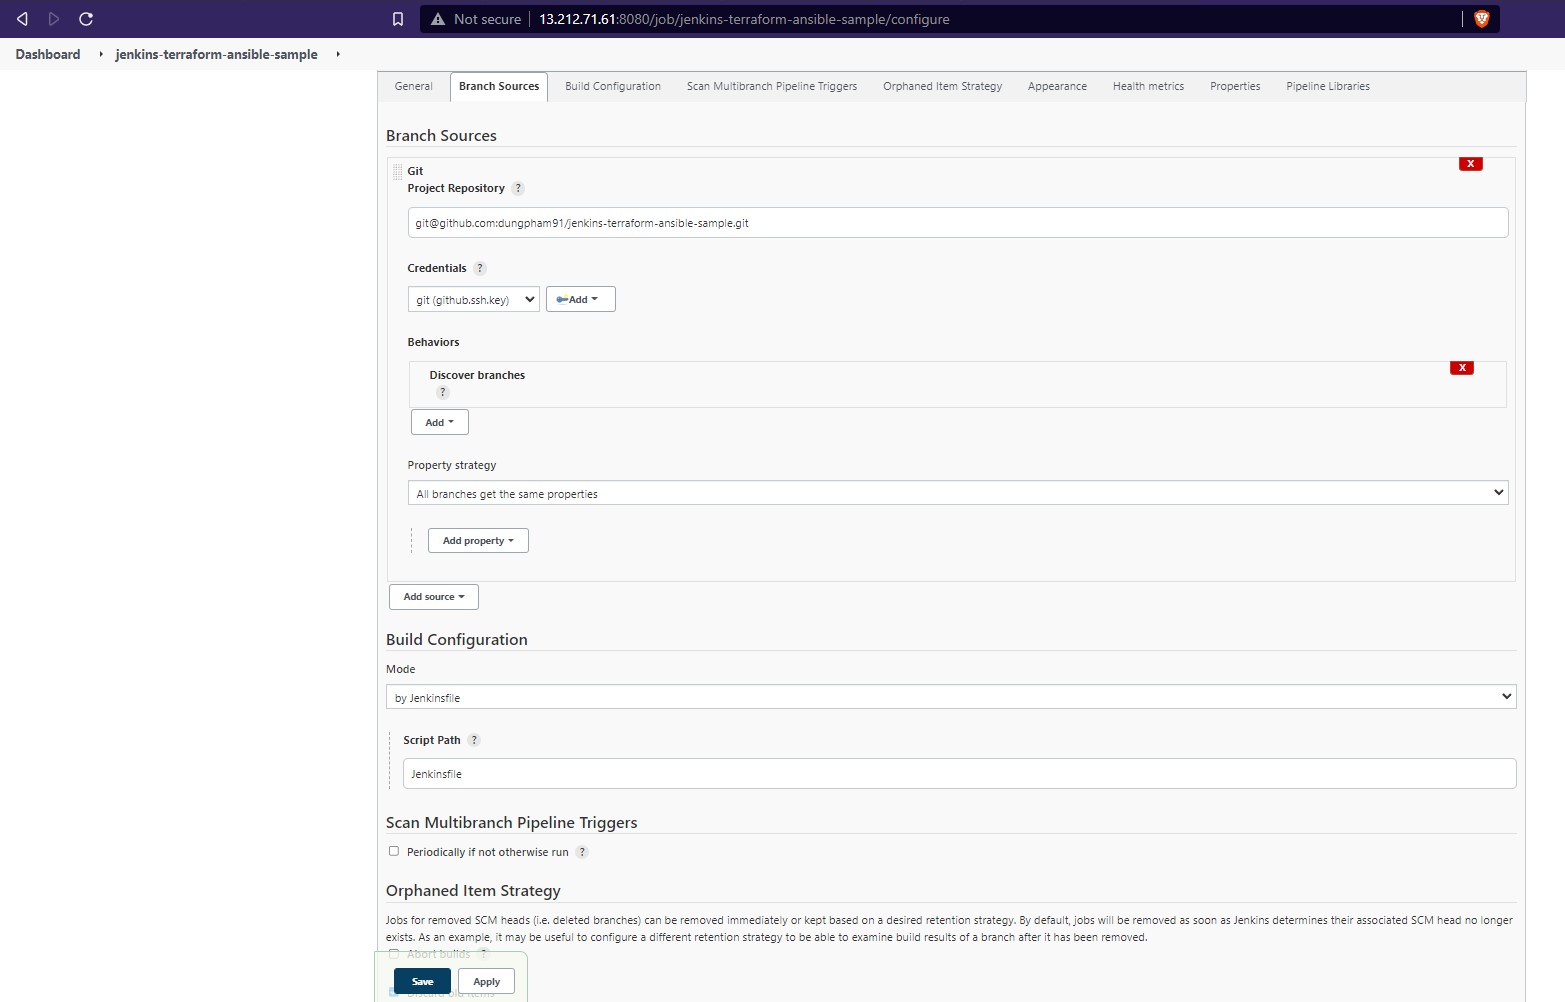 Not secure 13.212.71.61:8080/job/jenkins-terraform-ansible-sample/configure
Dashboard jenkins-terraform-ansible-sample
General Branch Sources Build Configuration Scan Multibranch Pipeline Triggers Orphaned Item Strategy Appearance Health metrics Properties Pipeline Libraries
Branch Sources
X
Git
Project Repository ?
git@github.com:dungpham91/jenkins-terraform-ansible-sample.git
Credentials ?
git (github.ssh.key) Add
Behaviors
X
Discover branches
?
Add
Property strategy
All branches get the same properties
Add property
Add source
Build Configuration
Mode
by Jenkinsfile
Script Path ?
Jenkinsfile
Scan Multibranch Pipeline Triggers
Periodically if not otherwise run ?
Orphaned Item Strategy
Jobs for removed SCM heads (i.e. deleted branches) can be removed immediately or kept based on a desired retention strategy. By default, jobs will be removed as soon as Jenkins determines their associated SCM head no longer
exists. As an example, it may be useful to configure a different retention strategy to be able to examine build results of a branch after it has been removed.
Abort builds ?
Save Apply
Discard old items